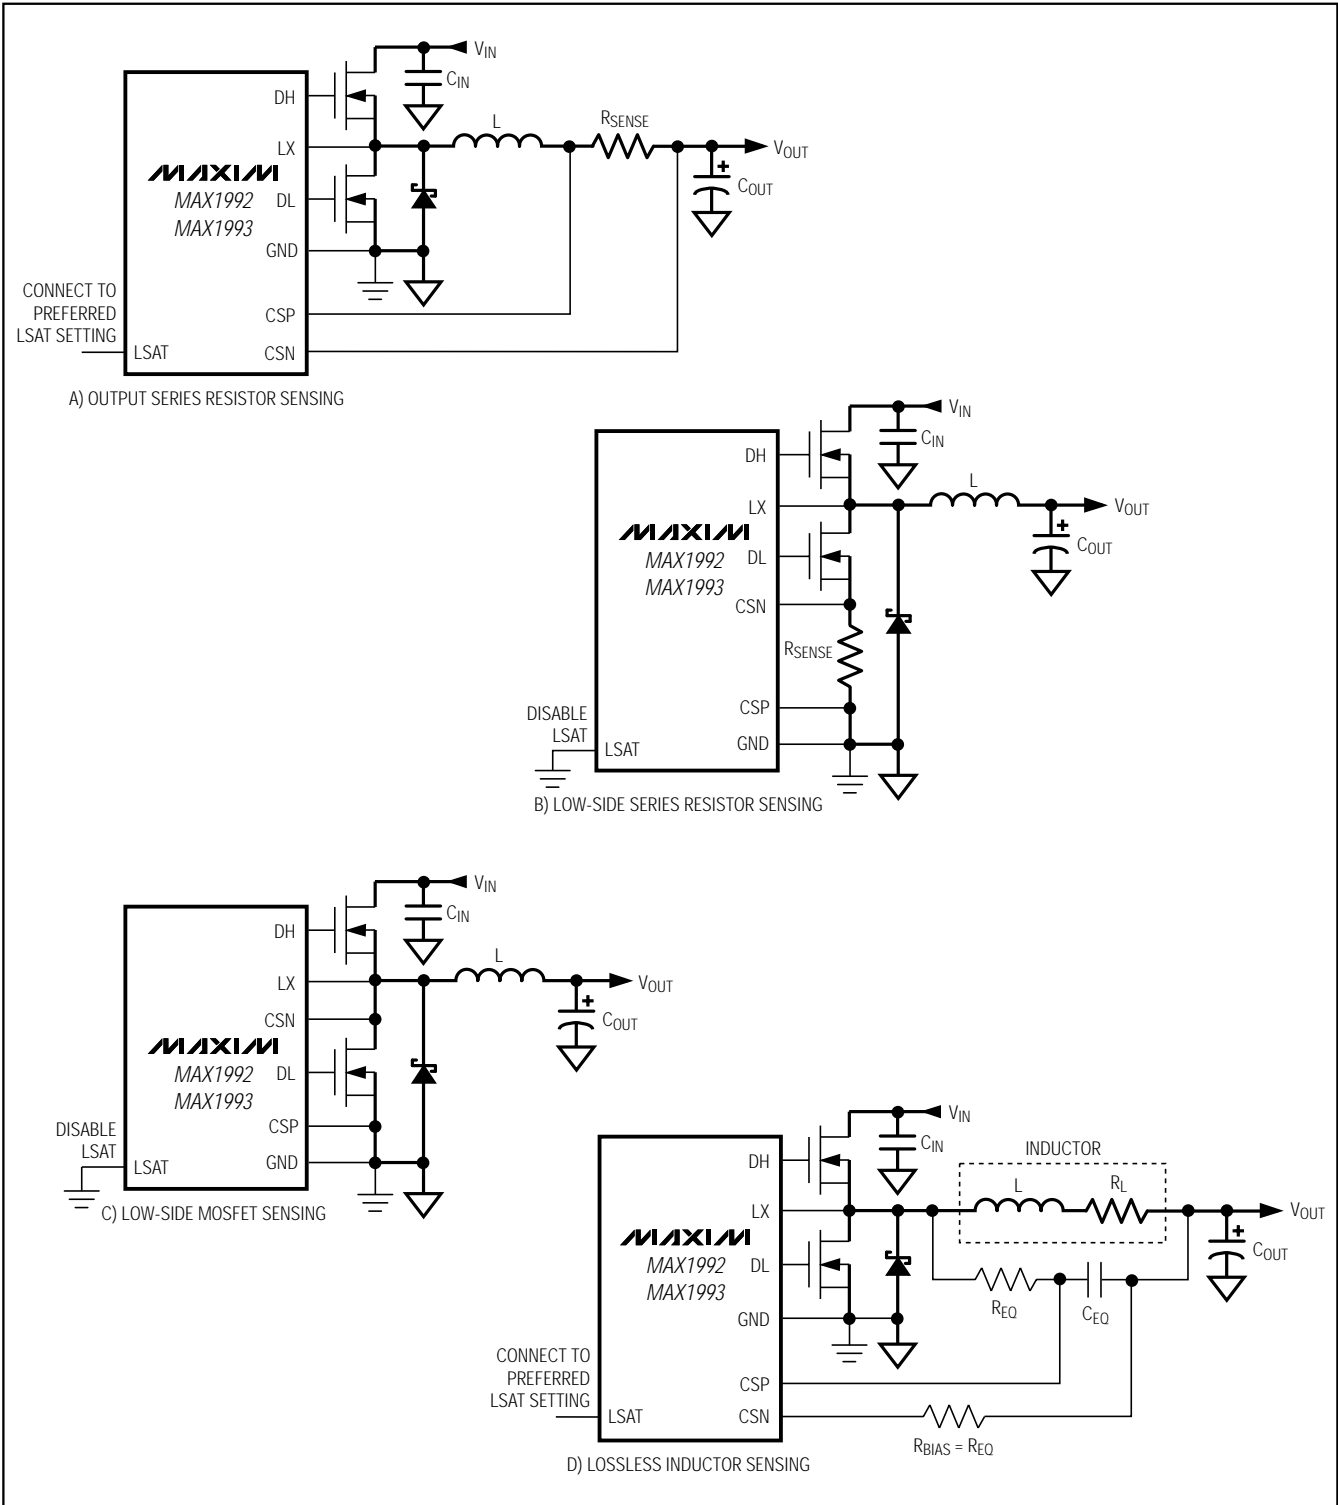 VIN
CIN
DH
L
RSENSE
LX
VOUT
MAXIM
MAX1992
MAX1993
DL
COUT
GND
CONNECT TO
PREFERRED
LSAT SETTING
CSP
LSAT
CSN
A) OUTPUT SERIES RESISTOR SENSING
VIN
CIN
DH
L
LX
VOUT
MAXIM
MAX1992
MAX1993
DL
COUT
CSN
RSENSE
CSP
DISABLE
LSAT
LSAT
GND
B) LOW-SIDE SERIES RESISTOR SENSING
VIN
CIN
DH
L
LX
VOUT
CSN
COUT
MAXIM
MAX1992
MAX1993
DL
CSP
DISABLE
LSAT
LSAT
GND
C) LOW-SIDE MOSFET SENSING
VIN
CIN
DH
INDUCTOR
L
RL
LX
VOUT
MAXIM
MAX1992
MAX1993
DL
COUT
REQ
CEQ
GND
CONNECT TO
PREFERRED
LSAT SETTING
CSP
LSAT
CSN
RBIAS = REQ
D) LOSSLESS INDUCTOR SENSING